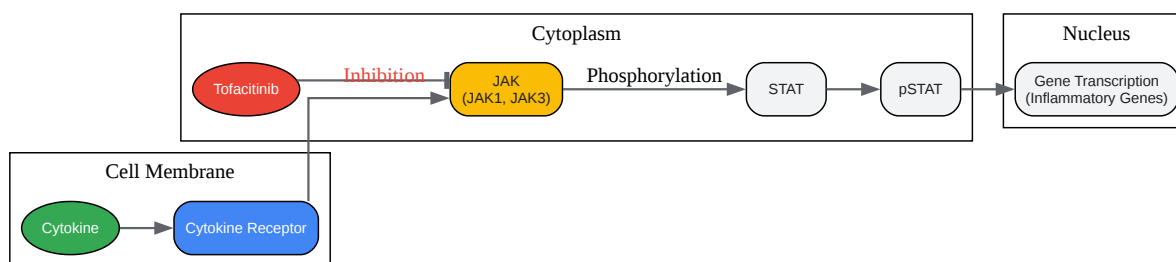 Cytoplasm
Nucleus
Tofacitinib
Inhibition
JAK
(JAK1, JAK3)
Phosphorylation
STAT
pSTAT
Gene Transcription
(Inflammatory Genes)
Cell Membrane
Cytokine
Cytokine Receptor